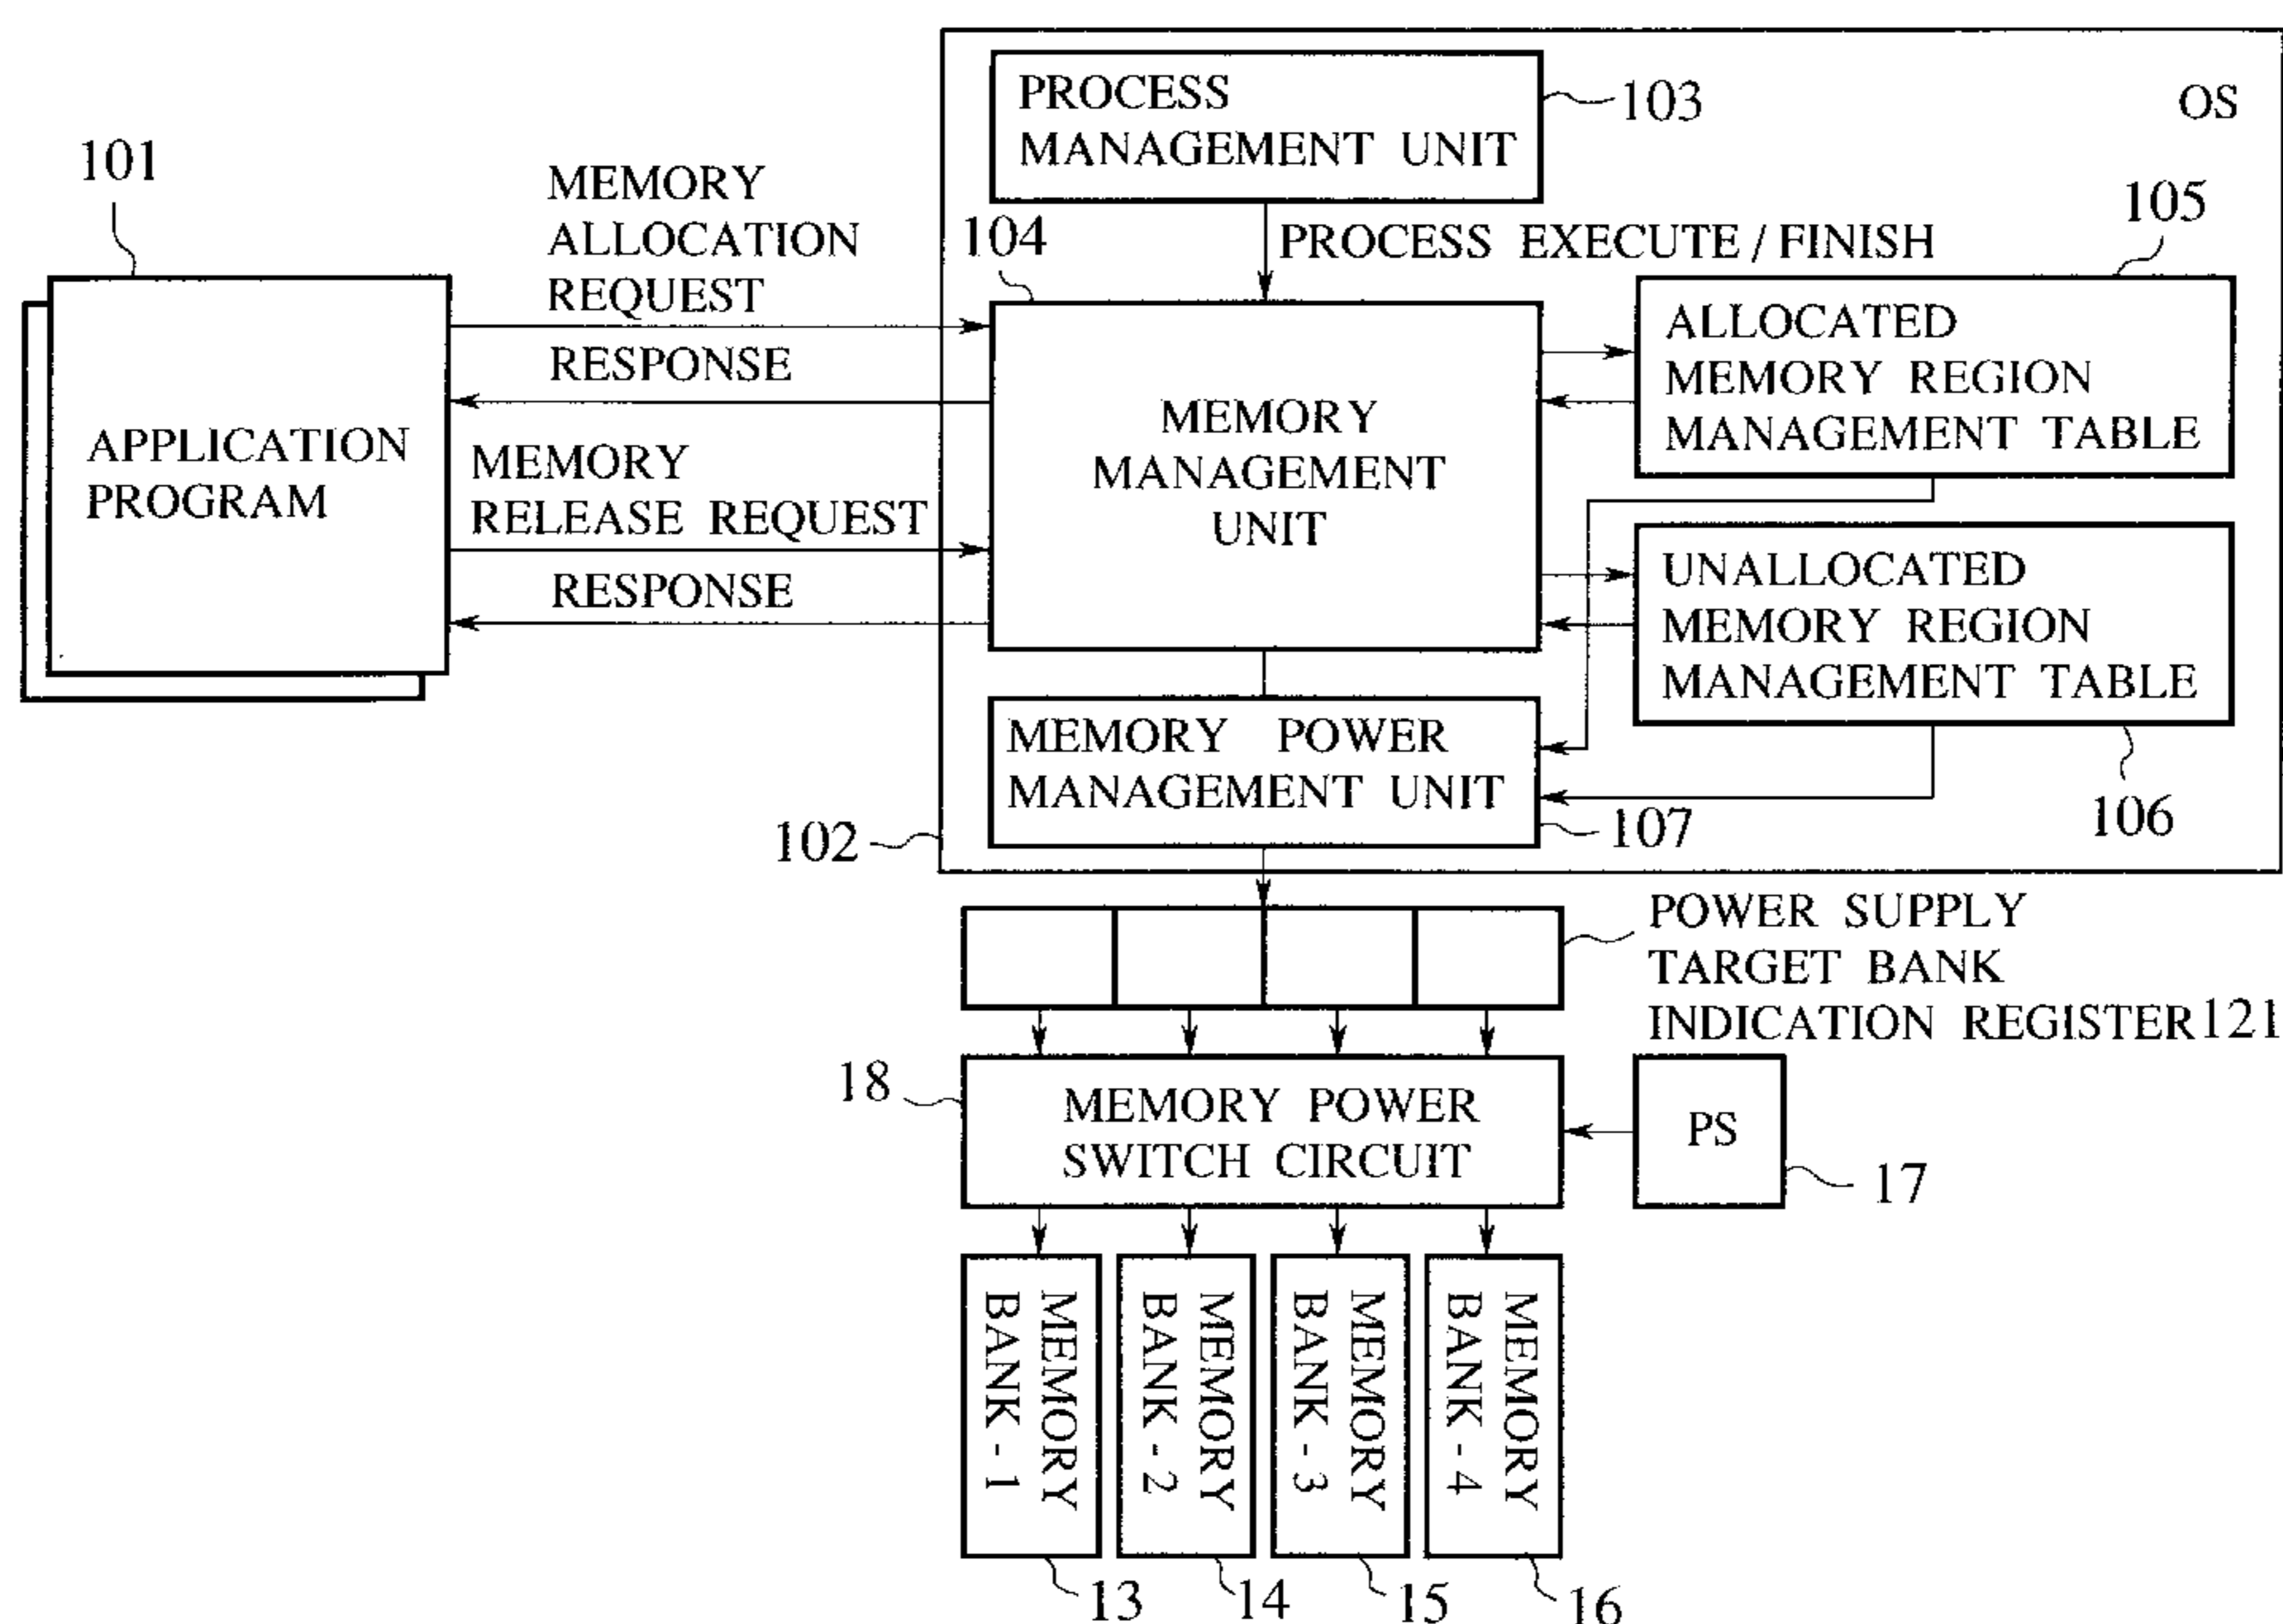 PROCESS
MANAGEMENT UNIT
103
OS
101
MEMORY
ALLOCATION
REQUEST
104
PROCESS EXECUTE / FINISH
105
RESPONSE
APPLICATION
PROGRAM
MEMORY
RELEASE REQUEST
RESPONSE
MEMORY
MANAGEMENT
UNIT
ALLOCATED
MEMORY REGION
MANAGEMENT TABLE
UNALLOCATED
MEMORY REGION
MANAGEMENT TABLE
MEMORY POWER
MANAGEMENT UNIT
102
107
106
POWER SUPPLY
TARGET BANK
INDICATION REGISTER 121
18
MEMORY POWER
SWITCH CIRCUIT
PS
17
MEMORY
BANK - 1
MEMORY
BANK - 2
MEMORY
BANK - 3
MEMORY
BANK - 4
13
14
15
16